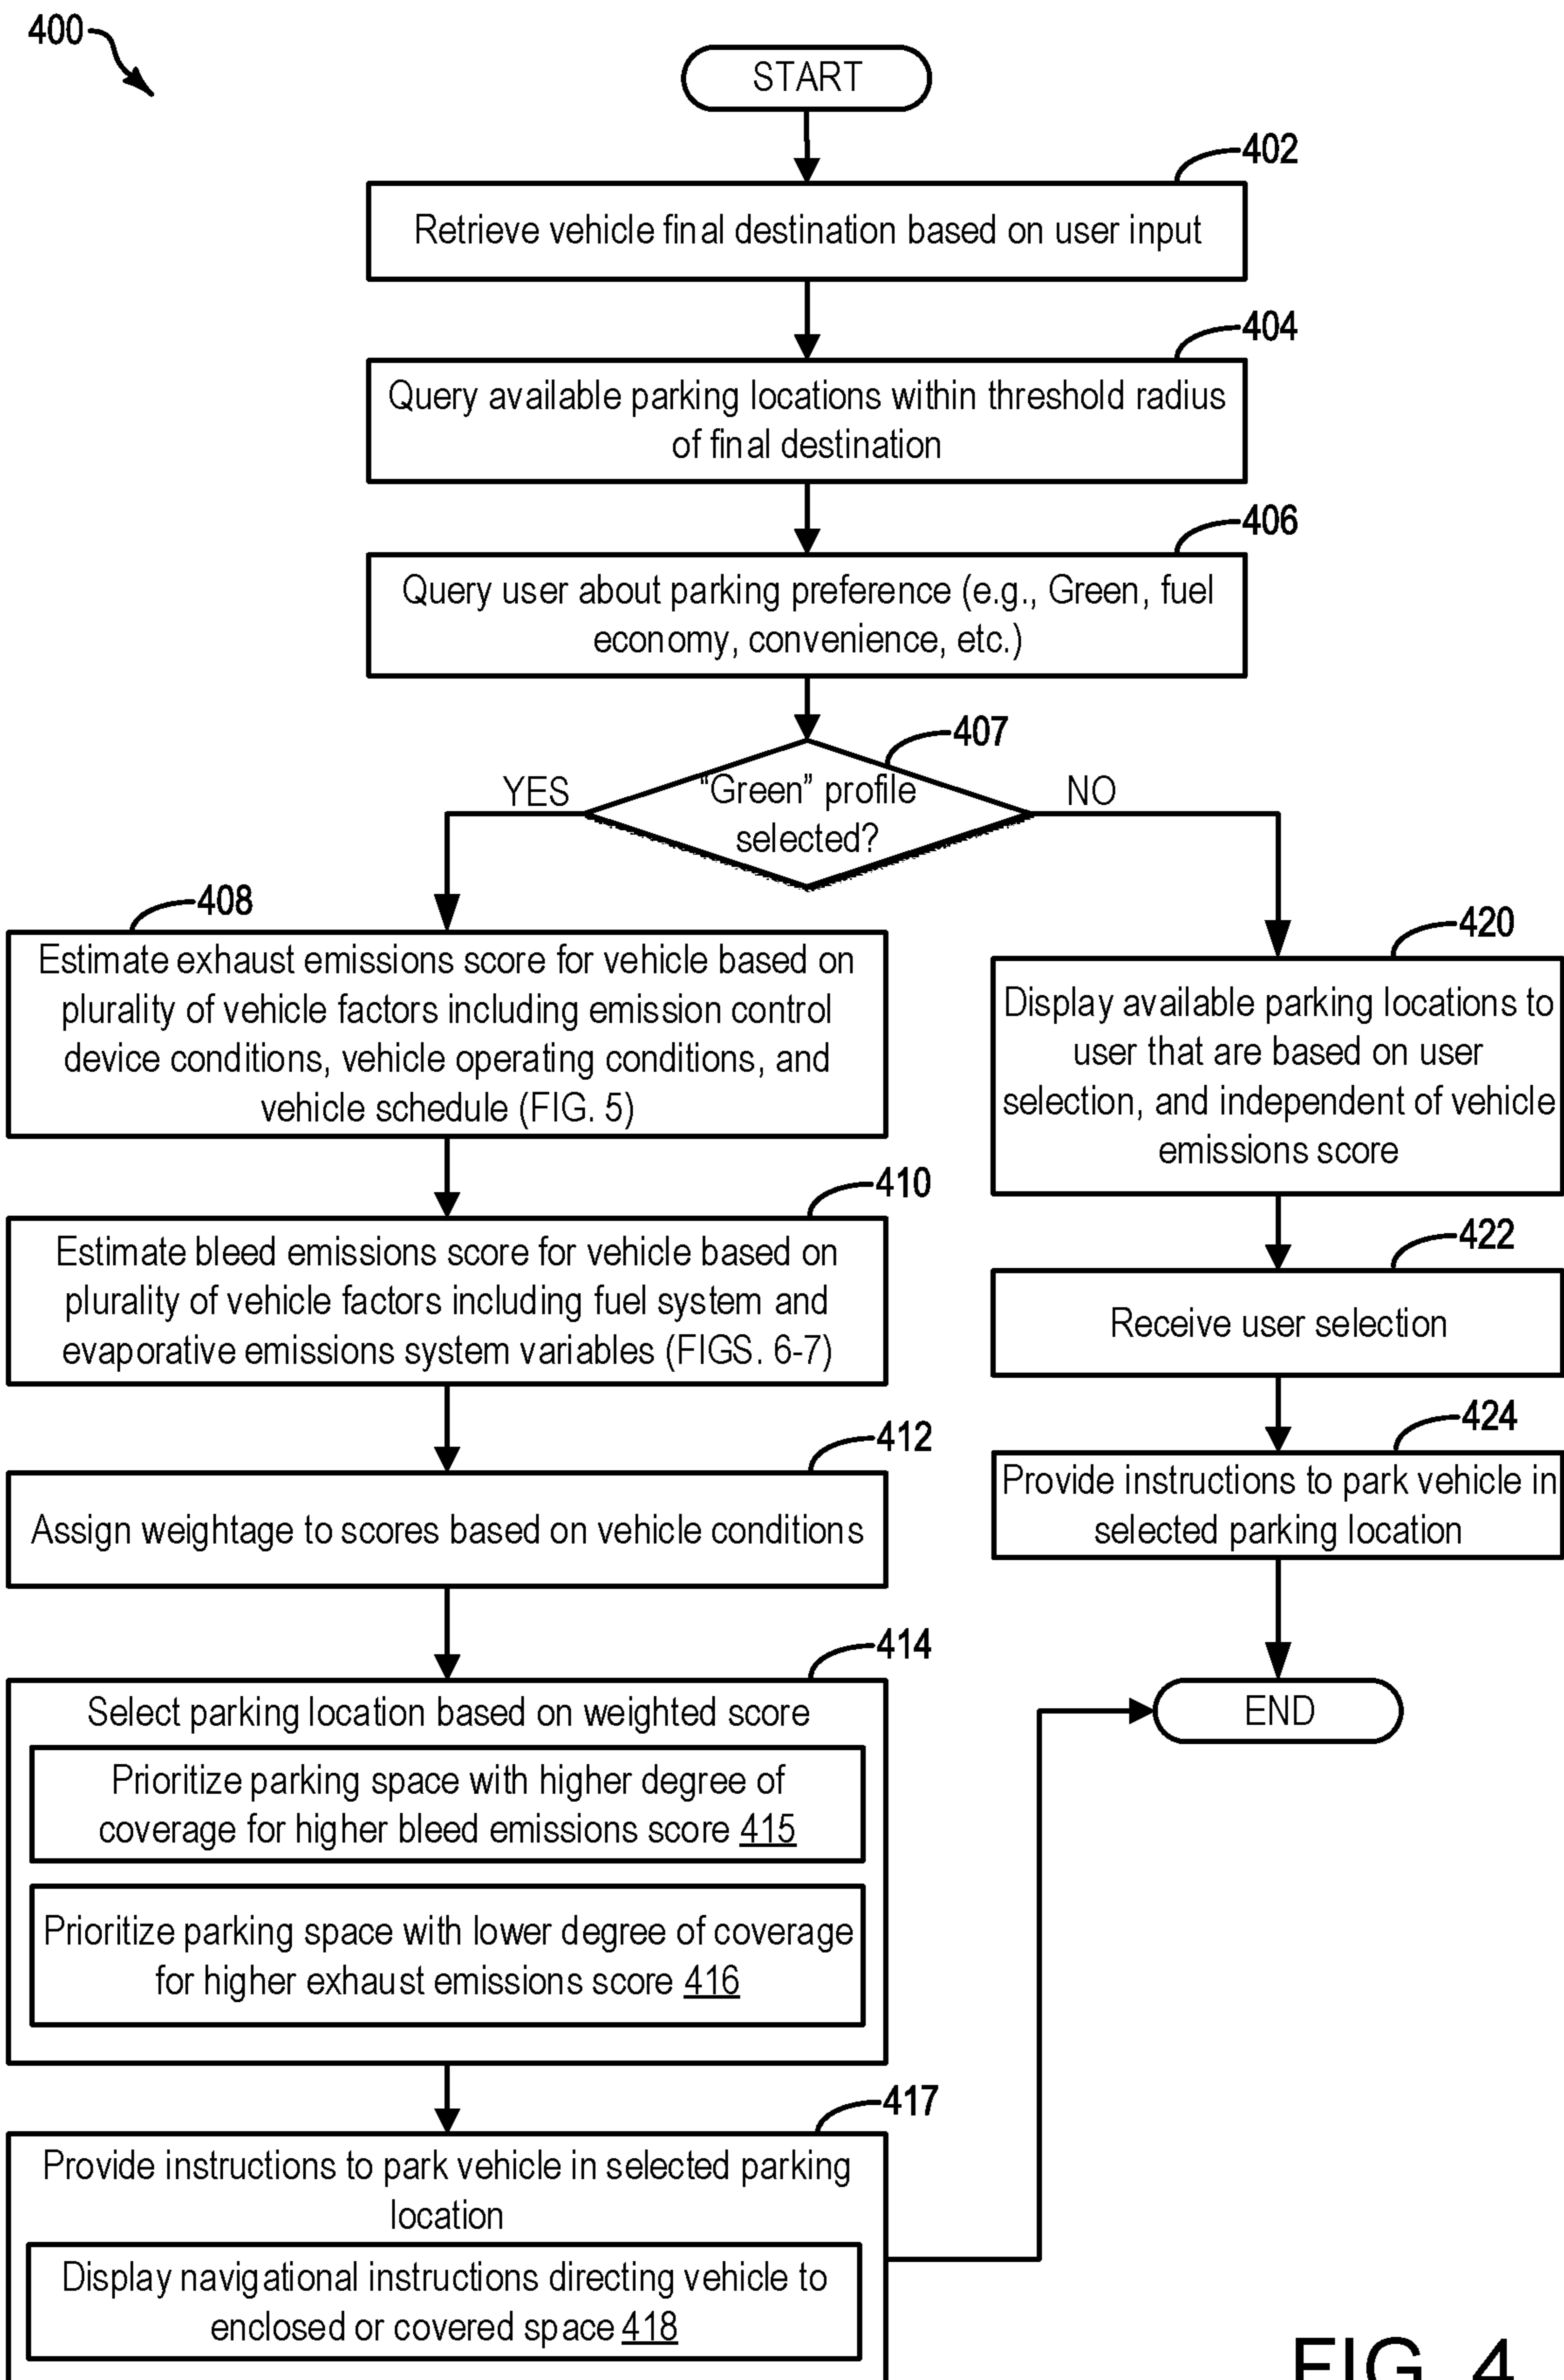 400
START
402
Retrieve vehicle final destination based on user input
404
Query available parking locations within threshold radius
of final destination
406
Query user about parking preference (e.g., Green, fuel
economy, convenience, etc.)
407
YES
“Green” profile
selected?
NO
408
Estimate exhaust emissions score for vehicle based on
plurality of vehicle factors including emission control
device conditions, vehicle operating conditions, and
vehicle schedule (FIG. 5)
410
Estimate bleed emissions score for vehicle based on
plurality of vehicle factors including fuel system and
evaporative emissions system variables (FIGS. 6-7)
412
Assign weightage to scores based on vehicle conditions
414
Select parking location based on weighted score
Prioritize parking space with higher degree of
coverage for higher bleed emissions score 415
Prioritize parking space with lower degree of coverage
for higher exhaust emissions score 416
417
Provide instructions to park vehicle in selected parking
location
Display navigational instructions directing vehicle to
enclosed or covered space 418
420
Display available parking locations to
user that are based on user
selection, and independent of vehicle
emissions score
422
Receive user selection
424
Provide instructions to park vehicle in
selected parking location
END
FIG. 4